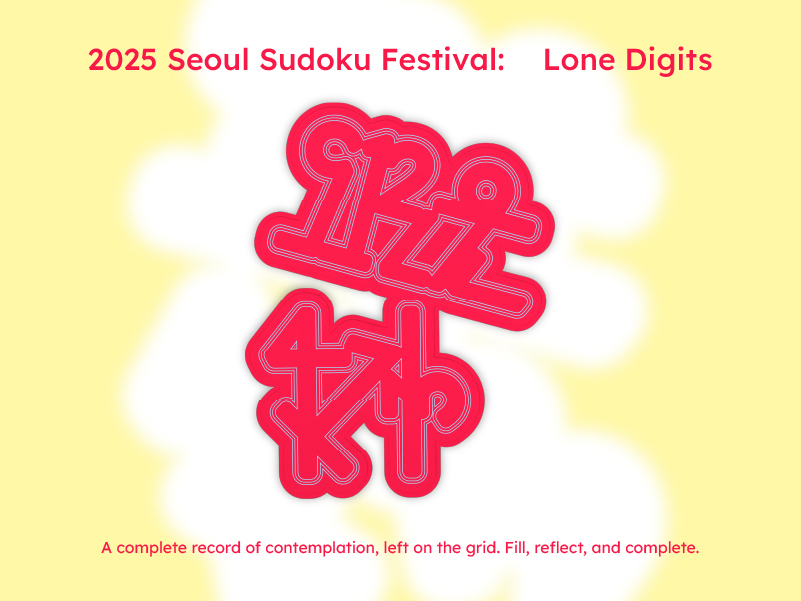 2025 Seoul Sudoku Festival: Lone Digits
A complete record of contemplation, left on the grid. Fill, reflect, and complete.